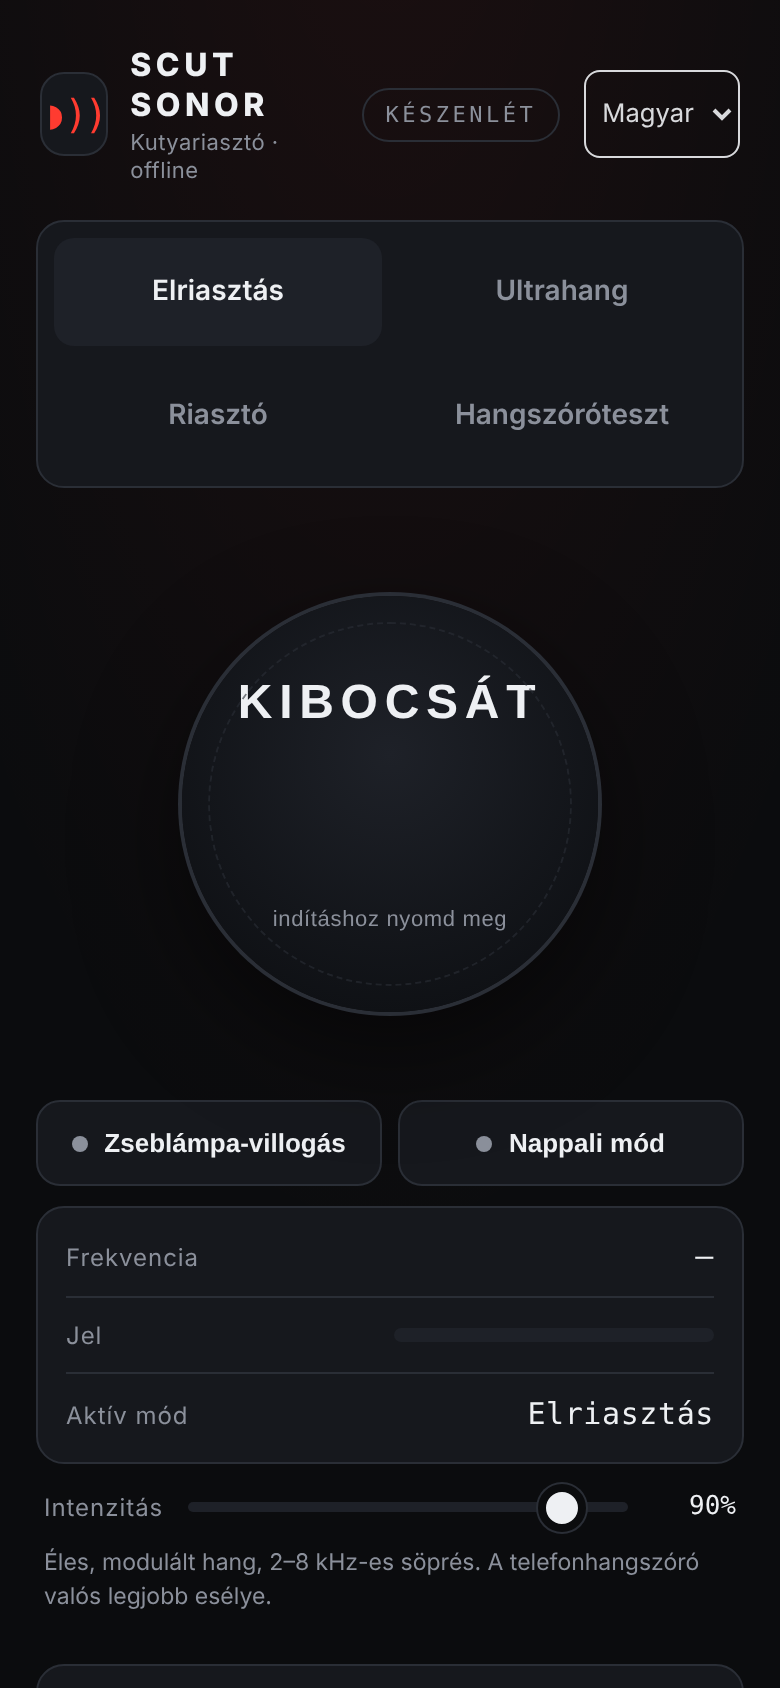 SCUT
SONOR
Kutyariasztó ·
offline
KÉSZENLÉT
Magyar
Elriasztás
Ultrahang
Riasztó
Hangszóróteszt
KIBOCSÁT
indításhoz nyomd meg
Zseblámpa-villogás
Nappali mód
Frekvencia
—
Jel
Aktív mód
Elriasztás
Intenzitás
90%
Éles, modulált hang, 2–8 kHz-es söprés. A telefonhangszóró
valós legjobb esélye.